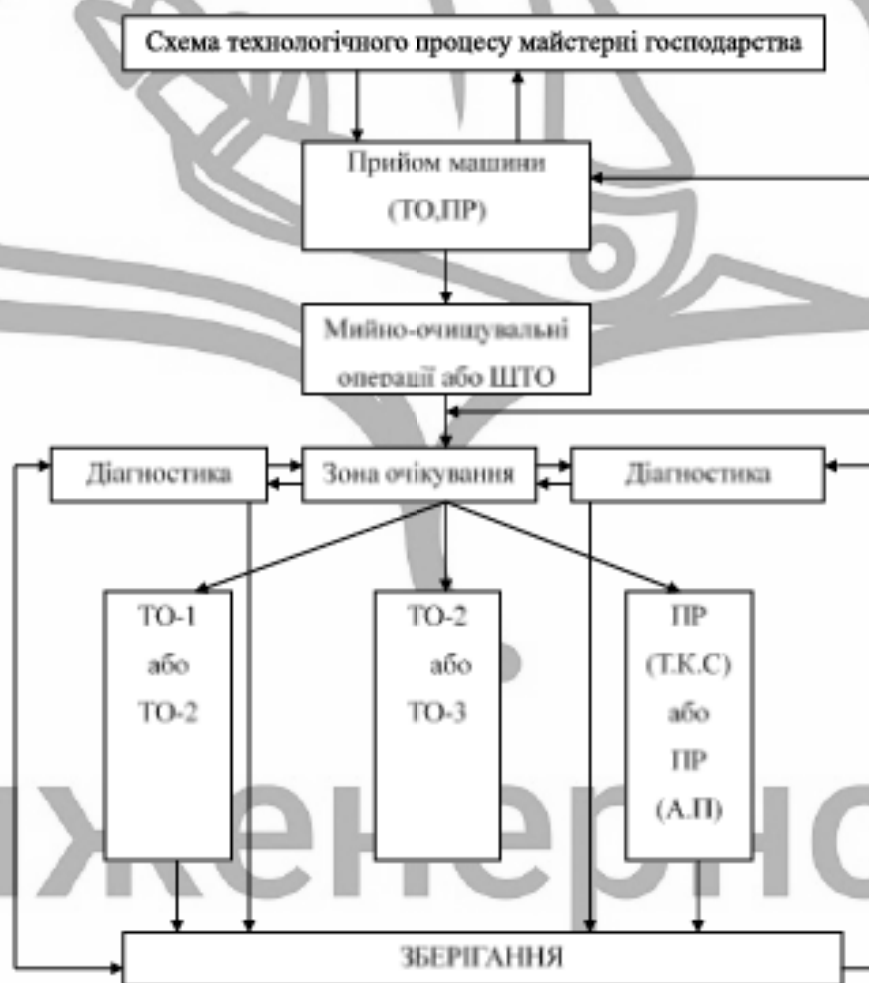 Схема технологічного процесу майстерні господарства
Прийом машини
(ТО,ПР)
Мийно-очищувальні
операції або ЩТО
Діагностика
Зона очікування
Діагностика
ТО-1
або
ТО-2
ТО-2
або
ТО-3
ПР
(Т.К.С)
або
ПР
(А.П)
женерно
ЗБЕРІГАННЯ